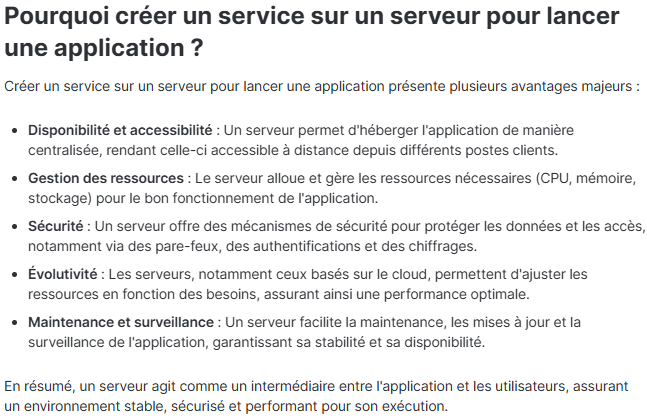 Pourquoi créer un service sur un serveur pour lancer
une application ?
Créer un service sur un serveur pour lancer une application présente plusieurs avantages majeurs :
• Disponibilité et accessibilité : Un serveur permet d'héberger l'application de manière
centralisée, rendant celle-ci accessible à distance depuis différents postes clients.
• Gestion des ressources : Le serveur alloue et gère les ressources nécessaires (CPU, mémoire,
stockage) pour le bon fonctionnement de l'application.
• Sécurité : Un serveur offre des mécanismes de sécurité pour protéger les données et les accès,
notamment via des pare-feux, des authentifications et des chiffrages.
• Évolutivité : Les serveurs, notamment ceux basés sur le cloud, permettent d'ajuster les
ressources en fonction des besoins, assurant ainsi une performance optimale.
• Maintenance et surveillance : Un serveur facilite la maintenance, les mises à jour et la
surveillance de l'application, garantissant sa stabilité et sa disponibilité.
En résumé, un serveur agit comme un intermédiaire entre l'application et les utilisateurs, assurant
un environnement stable, sécurisé et performant pour son exécution.